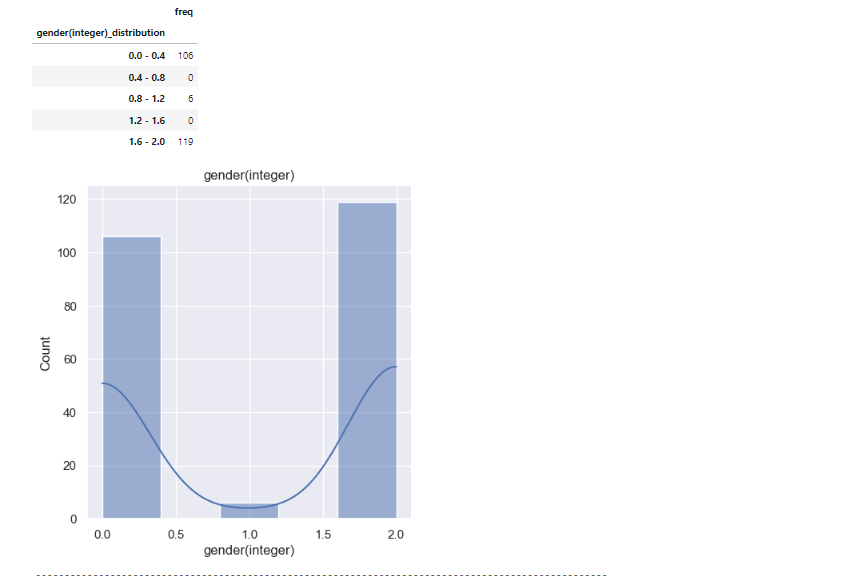 freq
gender(integer)_distribution
0.0 - 0.4 106
0.4 - 0.8 0
0.8 - 1.2 6
1.2 - 1.6 0
1.6 - 2.0 119
gender(integer)
120
100
80
60
40
20
0
Count
0.0 0.5 1.0 1.5 2.0
gender(integer)